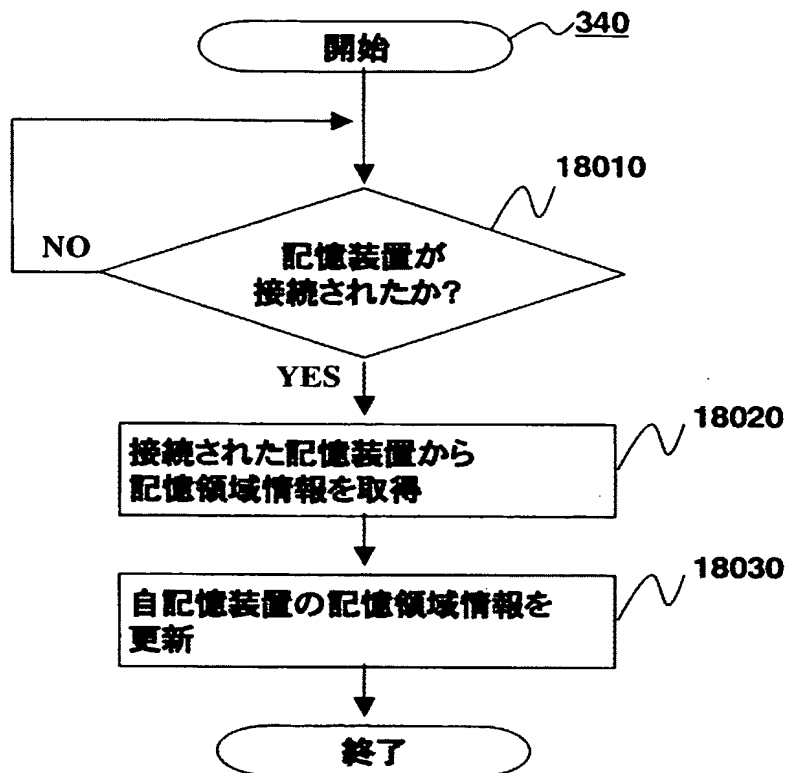 開始
340
18010
NO
記憶装置が
接続されたか?
YES
18020
接続された記憶装置から
記憶領域情報を取得
18030
自記憶装置の記憶領域情報を
更新
終了